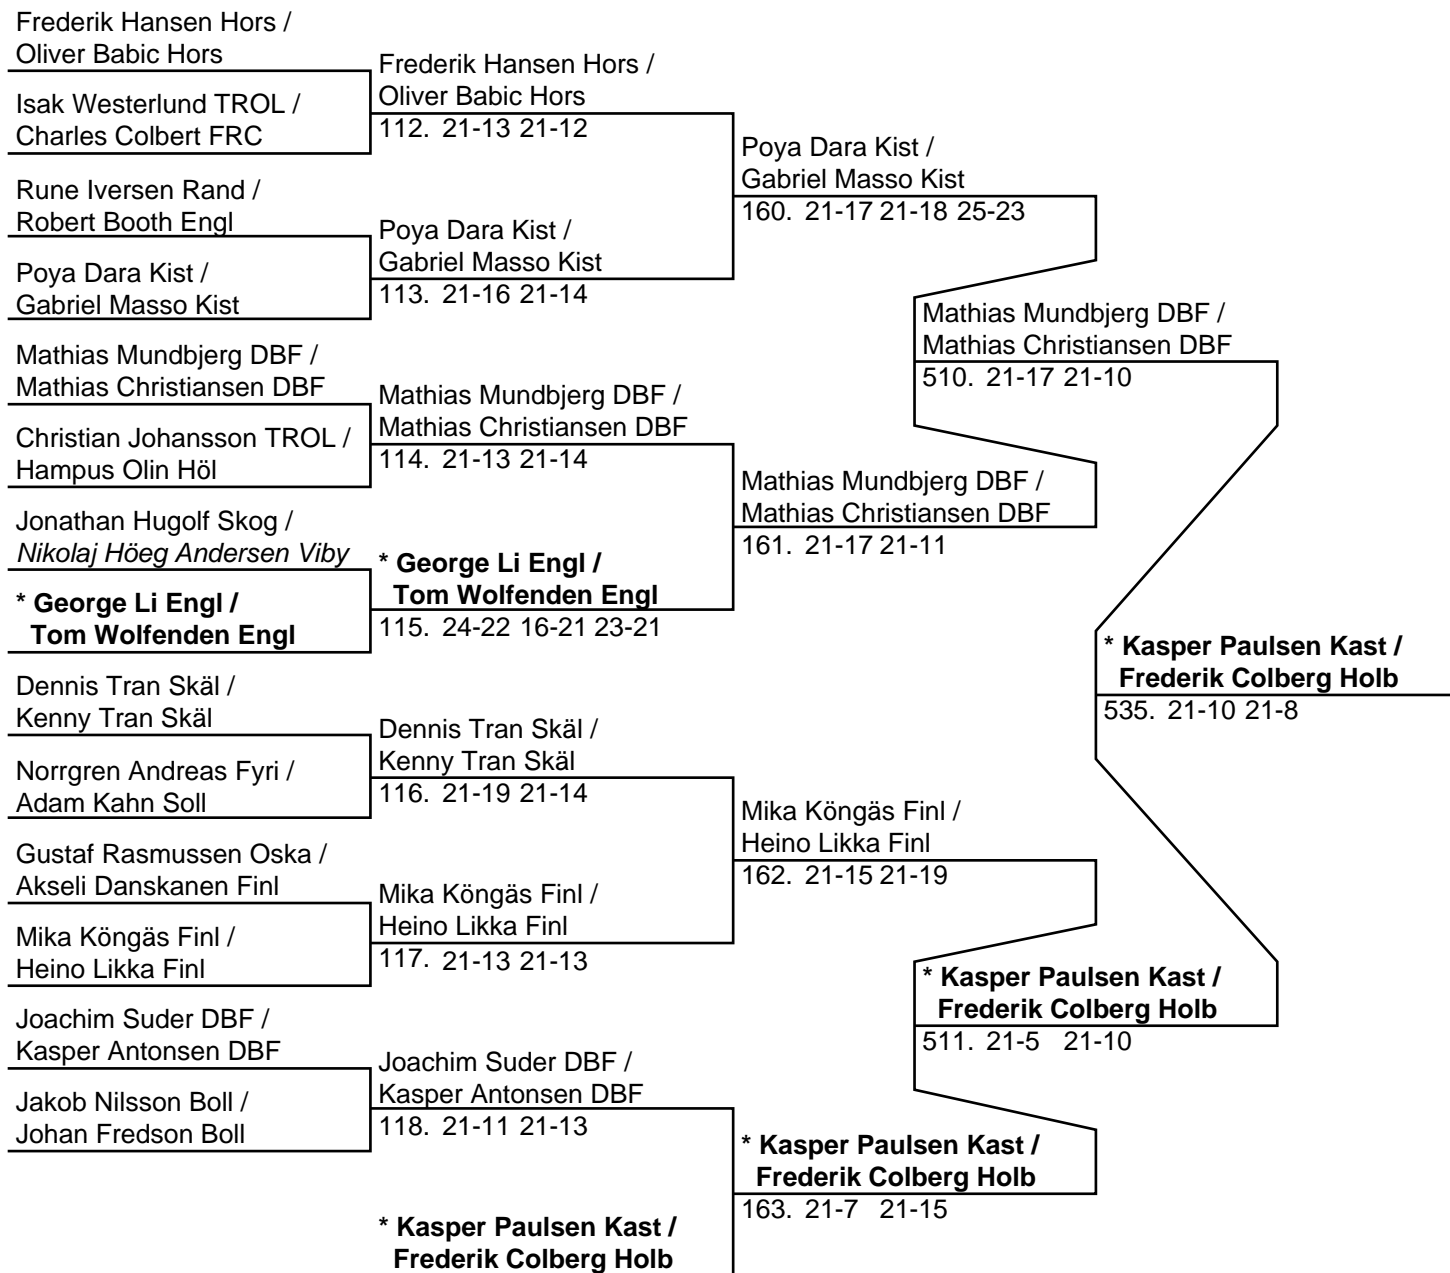 Frederik Hansen Hors /
Oliver Babic Hors
Isak Westerlund TROL /
Charles Colbert FRC
Rune Iversen Rand /
Robert Booth Engl
Poya Dara Kist /
Gabriel Masso Kist
Mathias Mundbjerg DBF /
Mathias Christiansen DBF
Christian Johansson TROL /
Hampus Olin Höl
Jonathan Hugolf Skog /
Nikolaj Höeg Andersen Viby
* George Li Engl /
Tom Wolfenden Engl
Dennis Tran Skäl /
Kenny Tran Skäl
Norrgren Andreas Fyri /
Adam Kahn Soll
Gustaf Rasmussen Oska /
Akseli Danskanen Finl
Mika Köngäs Finl /
Heino Likka Finl
Joachim Suder DBF /
Kasper Antonsen DBF
Jakob Nilsson Boll /
Johan Fredson Boll
Frederik Hansen Hors /
Oliver Babic Hors
112. 21-13 21-12
Poya Dara Kist /
Gabriel Masso Kist
113. 21-16 21-14
Mathias Mundbjerg DBF /
Mathias Christiansen DBF
114. 21-13 21-14
* George Li Engl /
Tom Wolfenden Engl
115. 24-22 16-21 23-21
Dennis Tran Skäl /
Kenny Tran Skäl
116. 21-19 21-14
Mika Köngäs Finl /
Heino Likka Finl
117. 21-13 21-13
Joachim Suder DBF /
Kasper Antonsen DBF
118. 21-11 21-13
* Kasper Paulsen Kast /
Frederik Colberg Holb
Poya Dara Kist /
Gabriel Masso Kist
160. 21-17 21-18 25-23
Mathias Mundbjerg DBF /
Mathias Christiansen DBF
161. 21-17 21-11
Mika Köngäs Finl /
Heino Likka Finl
162. 21-15 21-19
* Kasper Paulsen Kast /
Frederik Colberg Holb
163. 21-7 21-15
Mathias Mundbjerg DBF /
Mathias Christiansen DBF
510. 21-17 21-10
* Kasper Paulsen Kast /
Frederik Colberg Holb
511. 21-5 21-10
* Kasper Paulsen Kast /
Frederik Colberg Holb
535. 21-10 21-8